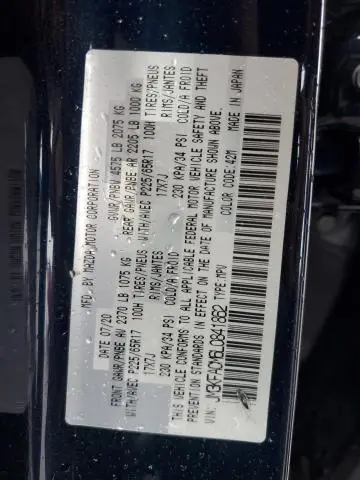 MFD. BY MAZDA MOTOR CORPORATION
DATE 07/20 GVWR/PNBV 4575 LB 2075 KG
FRONT GAWR/PNBE AV 2370 LB 1075 KG REAR GAWR/PNBE AR 2205 LB 1000 KG
WITH/AVEC P225/65R17 100H TIRES/PNEUS WITH/AVEC P225/65R17 100H TIRES/PNEUS
17X7J RIMS/JANTES 17X7J RIMS/JANTES
230 KPA/34 PSI COLD/A FROID 230 KPA/34 PSI COLD/A FROID
THIS VEHICLE CONFORMS TO ALL APPLICABLE FEDERAL MOTOR VEHICLE SAFETY AND THEFT
PREVENTION STANDARDS IN EFFECT ON THE DATE OF MANUFACTURE SHOWN ABOVE.
VIN: JM3KFACM6L0841862 TYPE:MPV COLOR CODE:42M MADE IN JAPAN